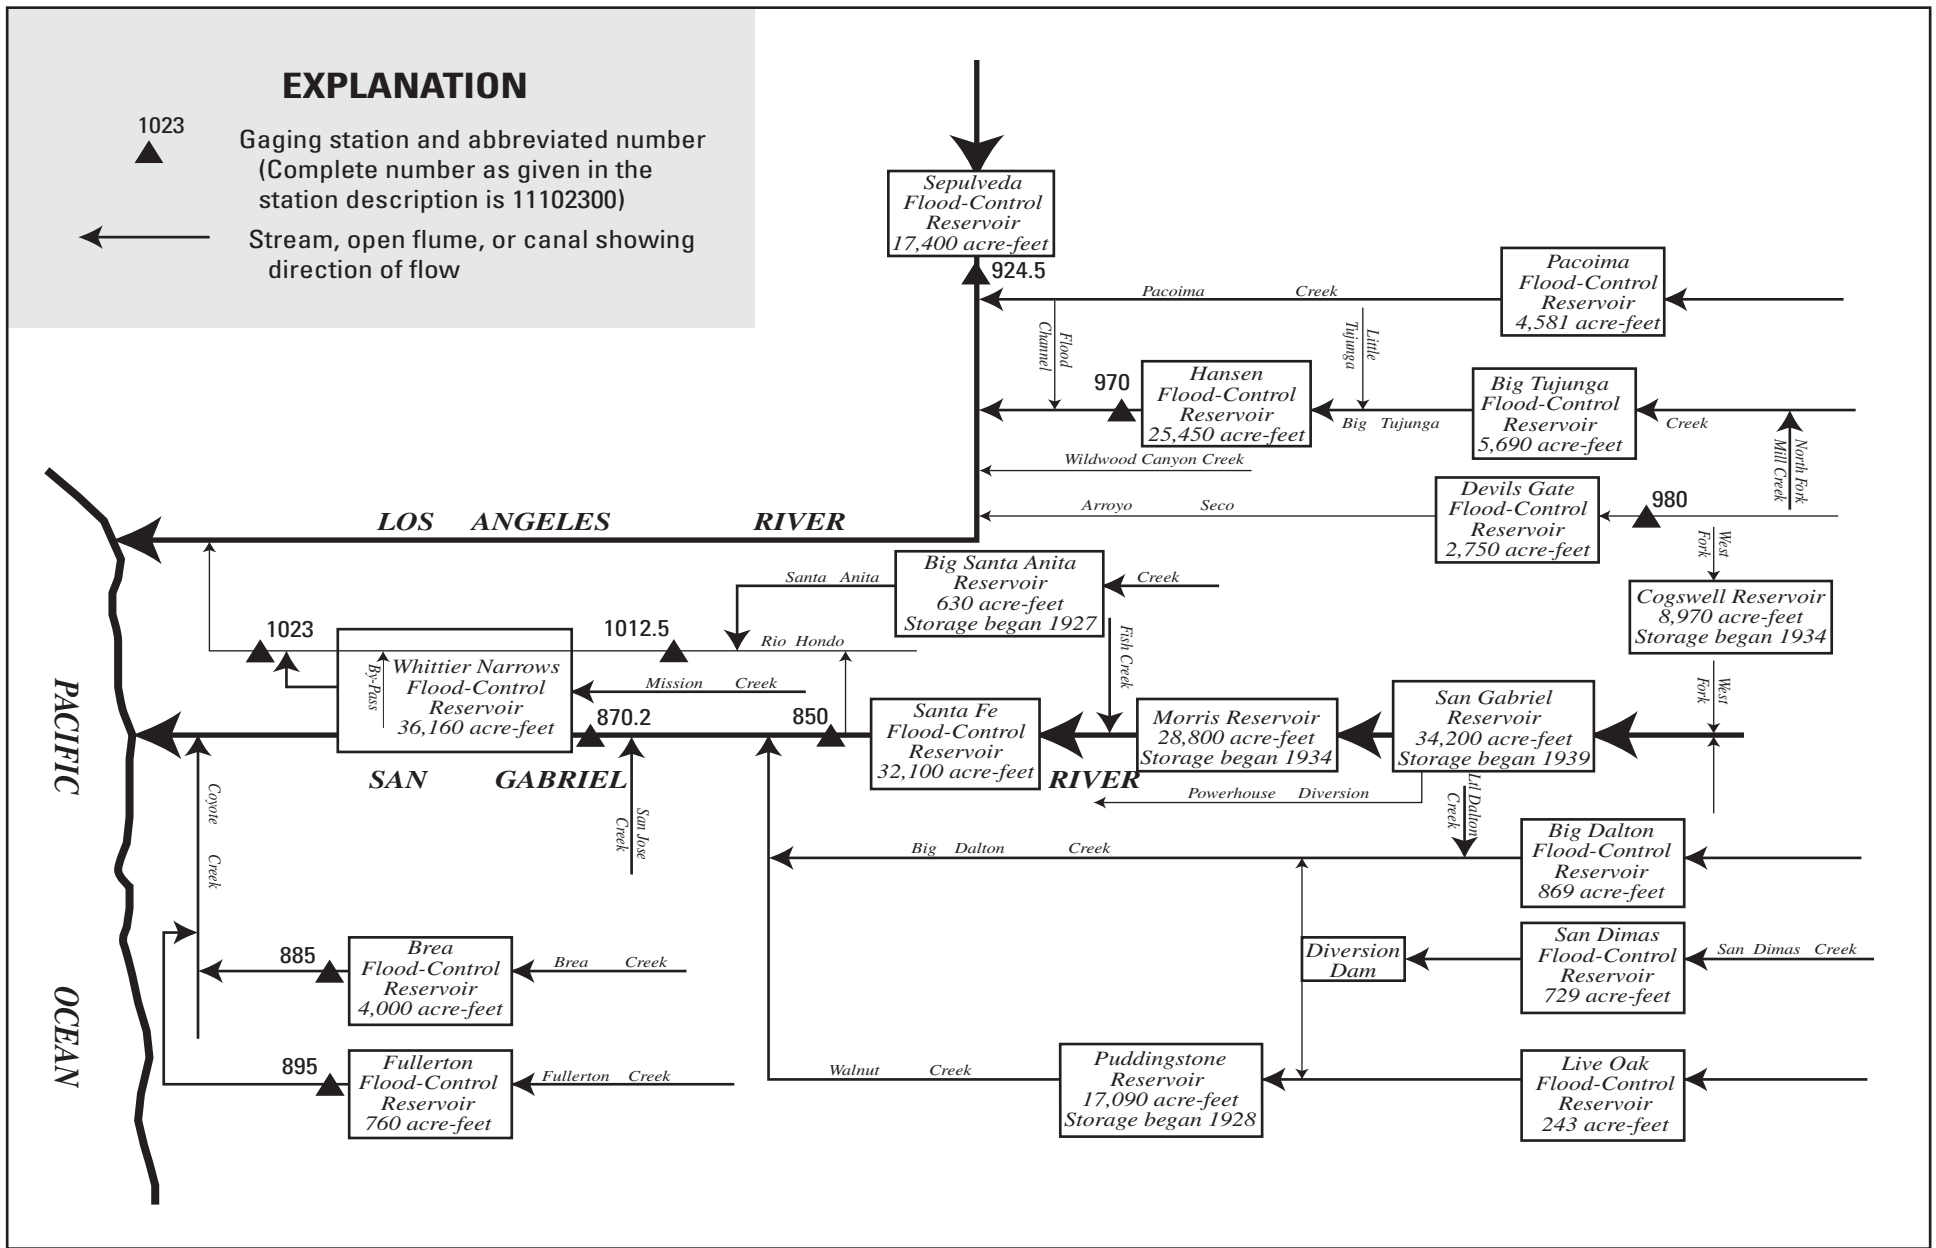 EXPLANATION
1023
Gaging station and abbreviated number
(Complete number as given in the
station description is 11102300)
Stream, open flume, or canal showing
direction of flow
Sepulveda
Flood-Control
Reservoir
17,400 acre-feet
924.5
Pacoima Creek
Pacoima
Flood-Control
Reservoir
4,581 acre-feet
Flood
Channel
Little
Tujunga
970
Hansen
Flood-Control
Reservoir
25,450 acre-feet
Big Tujunga
Big Tujunga
Flood-Control
Reservoir
5,690 acre-feet
Creek
North Fork
Mill Creek
Wildwood Canyon Creek
Arroyo Seco
Devils Gate
Flood-Control
Reservoir
2,750 acre-feet
980
LOS ANGELES RIVER
West
Fork
Cogswell Reservoir
8,970 acre-feet
Storage began 1934
West
Fork
Santa Anita
Big Santa Anita
Reservoir
630 acre-feet
Storage began 1927
Creek
Fish Creek
1023
1012.5
Rio Hondo
By-Pass
Whittier Narrows
Flood-Control
Reservoir
36,160 acre-feet
Mission Creek
870.2
850
Santa Fe
Flood-Control
Reservoir
32,100 acre-feet
Morris Reservoir
28,800 acre-feet
Storage began 1934
San Gabriel
Reservoir
34,200 acre-feet
Storage began 1939
SAN GABRIEL RIVER
Powerhouse Diversion
Ltl Dalton
Creek
PACIFIC OCEAN
Coyote Creek
San Jose
Creek
Big Dalton Creek
Big Dalton
Flood-Control
Reservoir
869 acre-feet
885
Brea
Flood-Control
Reservoir
4,000 acre-feet
Brea Creek
Diversion
Dam
San Dimas
Flood-Control
Reservoir
729 acre-feet
San Dimas Creek
895
Fullerton
Flood-Control
Reservoir
760 acre-feet
Fullerton Creek
Walnut Creek
Puddingstone
Reservoir
17,090 acre-feet
Storage began 1928
Live Oak
Flood-Control
Reservoir
243 acre-feet